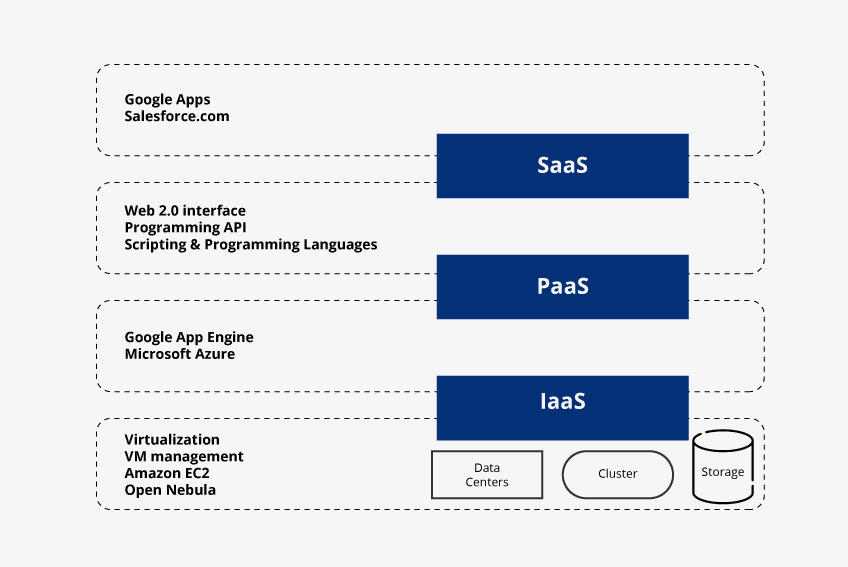 Google Apps
Salesforce.com
SaaS
Web 2.0 interface
Programming API
Scripting & Programming Languages
PaaS
Google App Engine
Microsoft Azure
IaaS
Virtualization
VM management
Amazon EC2
Open Nebula
Data
Centers
Cluster
Storage